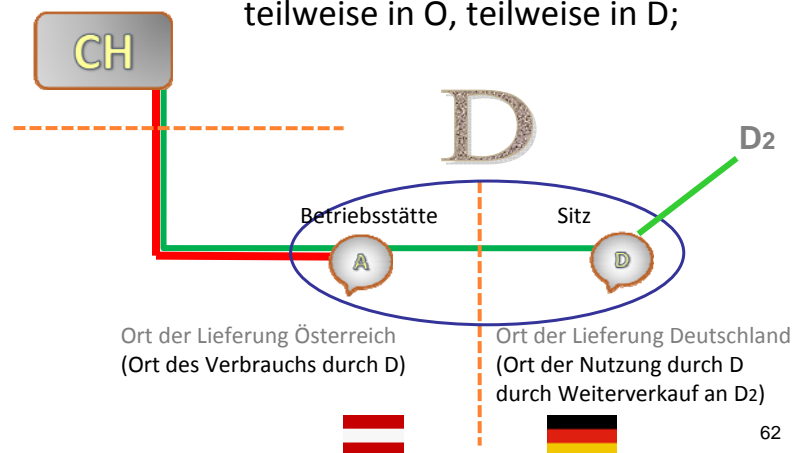 teilweise in Ö, teilweise in D;
CH
D
D2
Betriebsstätte
Sitz
A
D
Ort der Lieferung Österreich
(Ort des Verbrauchs durch D)
Ort der Lieferung Deutschland
(Ort der Nutzung durch D
durch Weiterverkauf an D2)
62